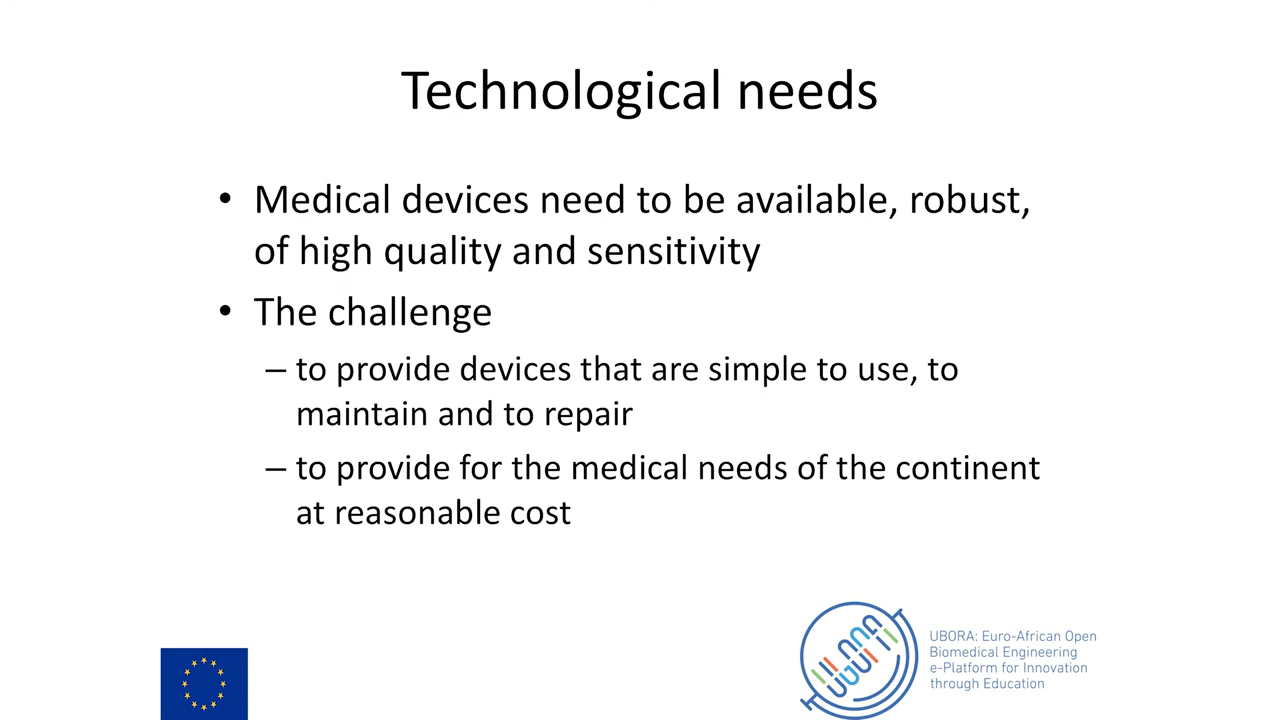 Technological needs
• Medical devices need to be available, robust,
of high quality and sensitivity
• The challenge
– to provide devices that are simple to use, to
maintain and to repair
– to provide for the medical needs of the continent
at reasonable cost
UBORA
UBORA: Euro-African Open
Biomedical Engineering
e-Platform for Innovation
through Education